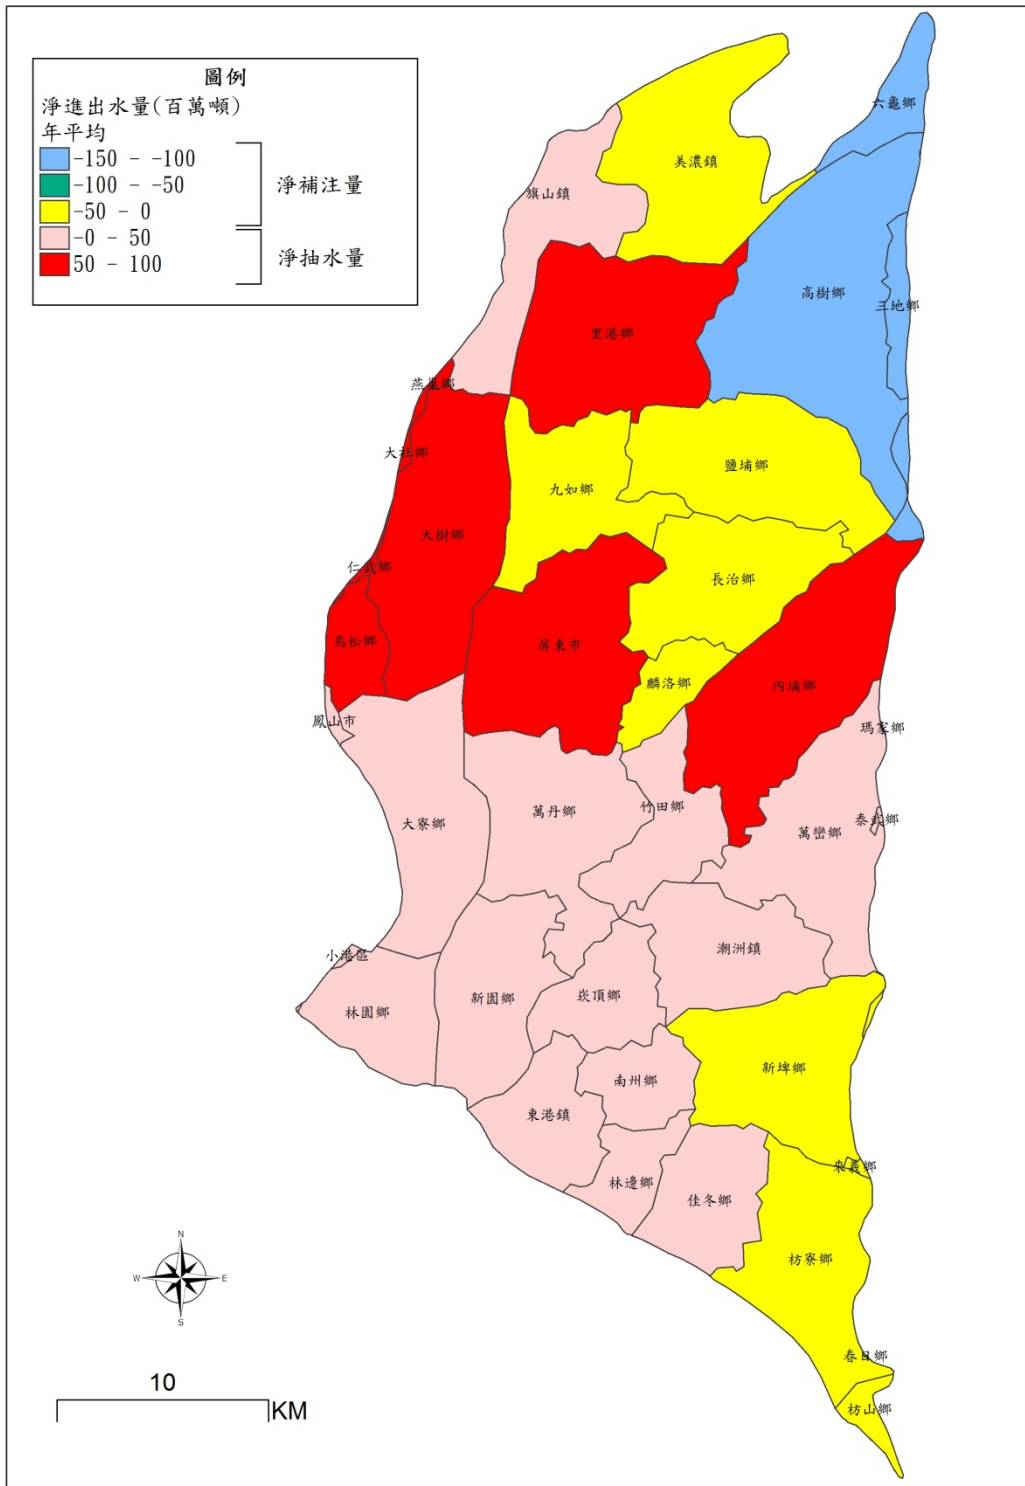 圖例
淨進出水量(百萬噸)
年平均
-150 - -100
-100 - -50
淨補注量
-50 - 0
-0 - 50
淨抽水量
50 - 100
六龜鄉
美濃鎮
旗山鎮
高樹鄉
三地鄉
里港鄉
燕巢鄉
大社鄉
鹽埔鄉
九如鄉
大樹鄉
仁武鄉
長治鄉
鳥松鄉
屏東市
麟洛鄉
內埔鄉
鳳山市
瑪家鄉
竹田鄉
萬丹鄉
大寮鄉
泰武鄉
萬巒鄉
潮洲鎮
小港區
新園鄉
崁頂鄉
林園鄉
新埤鄉
南州鄉
東港鎮
來義鄉
林邊鄉
佳冬鄉
枋寮鄉
N
W
E
S
春日鄉
10
KM
枋山鄉